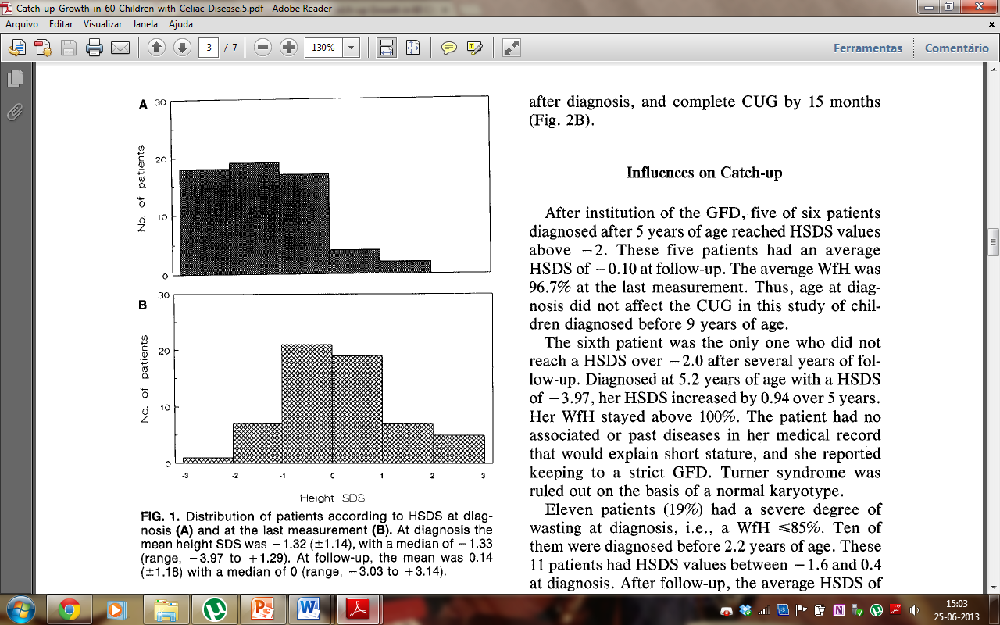 Catch_up_Growth_in_60_Children_with_Celiac_Disease.5.pdf - Adobe Reader
Arquivo Editar Visualizar Janela Ajuda
3 / 7
130%
Ferramentas Comentário
A
30
20
10
0
No. of patients
B
30
20
10
0
No. of patients
-3 -2 -1 0 1 2 3
Height SDS
FIG. 1. Distribution of patients according to HSDS at diag-
nosis (A) and at the last measurement (B). At diagnosis the
mean height SDS was −1.32 (±1.14), with a median of −1.33
(range, −3.97 to +1.29). At follow-up, the mean was 0.14
(±1.18) with a median of 0 (range, −3.03 to +3.14).
after diagnosis, and complete CUG by 15 months
(Fig. 2B).
Influences on Catch-up
After institution of the GFD, five of six patients
diagnosed after 5 years of age reached HSDS values
above −2. These five patients had an average
HSDS of −0.10 at follow-up. The average WfH was
96.7% at the last measurement. Thus, age at diag-
nosis did not affect the CUG in this study of chil-
dren diagnosed before 9 years of age.
The sixth patient was the only one who did not
reach a HSDS over −2.0 after several years of fol-
low-up. Diagnosed at 5.2 years of age with a HSDS
of −3.97, her HSDS increased by 0.94 over 5 years.
Her WfH stayed above 100%. The patient had no
associated or past diseases in her medical record
that would explain short stature, and she reported
keeping to a strict GFD. Turner syndrome was
ruled out on the basis of a normal karyotype.
Eleven patients (19%) had a severe degree of
wasting at diagnosis, i.e., a WfH ≤85%. Ten of
them were diagnosed before 2.2 years of age. These
11 patients had HSDS values between −1.6 and 0.4
at diagnosis. After follow-up, the average HSDS of
15:03
25-06-2013